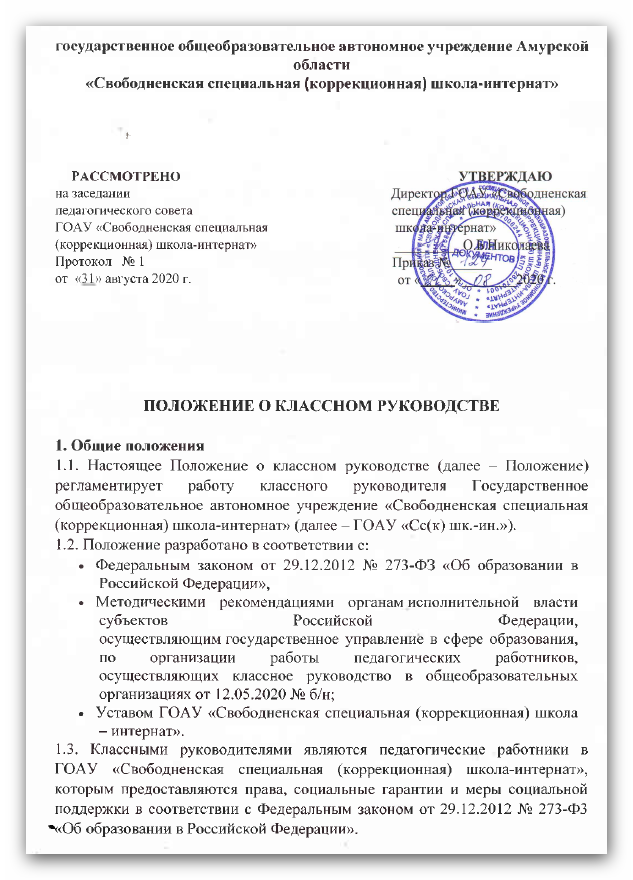 государственное общеобразовательное автономное учреждение Амурской
области
«Свободненская специальная (коррекционная) школа-интернат»
РАССМОТРЕНО
на заседании
педагогического совета
ГОАУ «Свободненская специальная
(коррекционная) школа-интернат»
Протокол № 1
от «31» августа 2020 г.
УТВЕРЖДАЮ
Директор ГОАУ «Свободненская
специальная (коррекционная)
школа-интернат»
О.В.Николаева
ДОКУМЕНТОВ
Приказ №
от « 08 2020 г.
ПОЛОЖЕНИЕ О КЛАССНОМ РУКОВОДСТВЕ
1. Общие положения
1.1. Настоящее Положение о классном руководстве (далее – Положение)
регламентирует работу классного руководителя Государственное
общеобразовательное автономное учреждение «Свободненская специальная
(коррекционная) школа-интернат» (далее – ГОАУ «Сс(к) шк.-ин.»).
1.2. Положение разработано в соответствии с:
• Федеральным законом от 29.12.2012 № 273-ФЗ «Об образовании в
Российской Федерации»,
• Методическими рекомендациями органам исполнительной власти
субъектов Российской Федерации,
осуществляющим государственное управление в сфере образования,
по организации работы педагогических работников,
осуществляющих классное руководство в общеобразовательных
организациях от 12.05.2020 № б/н;
• Уставом ГОАУ «Свободненская специальная (коррекционная) школа
– интернат».
1.3. Классными руководителями являются педагогические работники в
ГОАУ «Свободненская специальная (коррекционная) школа-интернат»,
которым предоставляются права, социальные гарантии и меры социальной
поддержки в соответствии с Федеральным законом от 29.12.2012 № 273-ФЗ
«Об образовании в Российской Федерации».